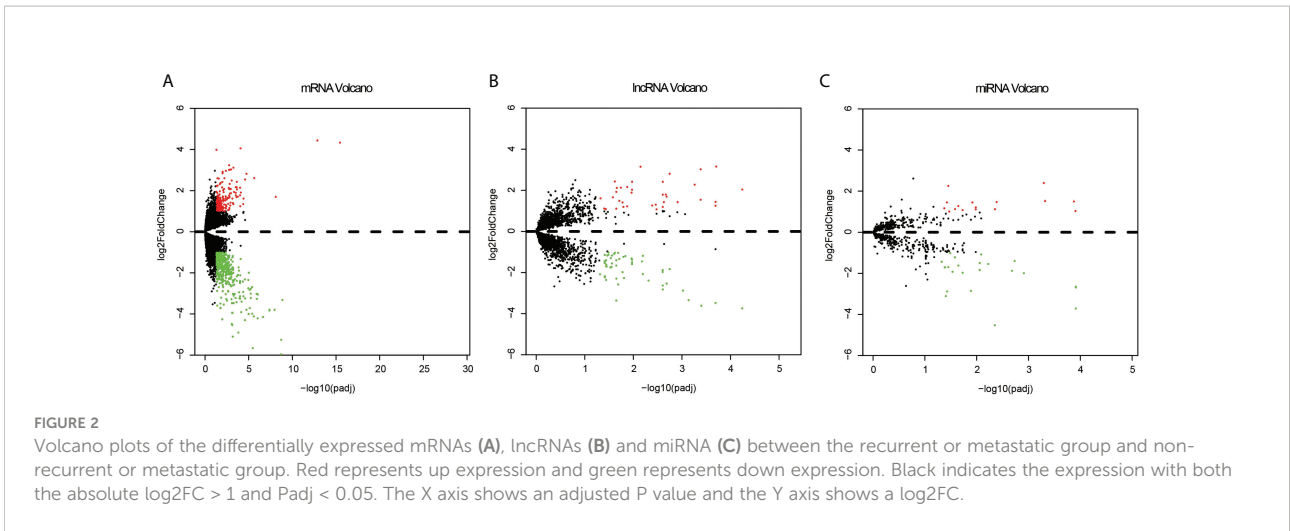 A
mRNA Volcano
log2FoldChange
6
4
2
0
-2
-4
-6
0 5 10 15 20 25 30
-log10(padj)
B
lncRNA Volcano
log2FoldChange
6
4
2
0
-2
-4
-6
0 1 2 3 4 5
-log10(padj)
C
miRNA Volcano
log2FoldChange
6
4
2
0
-2
-4
-6
0 1 2 3 4 5
-log10(padj)
FIGURE 2
Volcano plots of the differentially expressed mRNAs (A), lncRNAs (B) and miRNA (C) between the recurrent or metastatic group and non-
recurrent or metastatic group. Red represents up expression and green represents down expression. Black indicates the expression with both
the absolute log2FC > 1 and Padj < 0.05. The X axis shows an adjusted P value and the Y axis shows a log2FC.